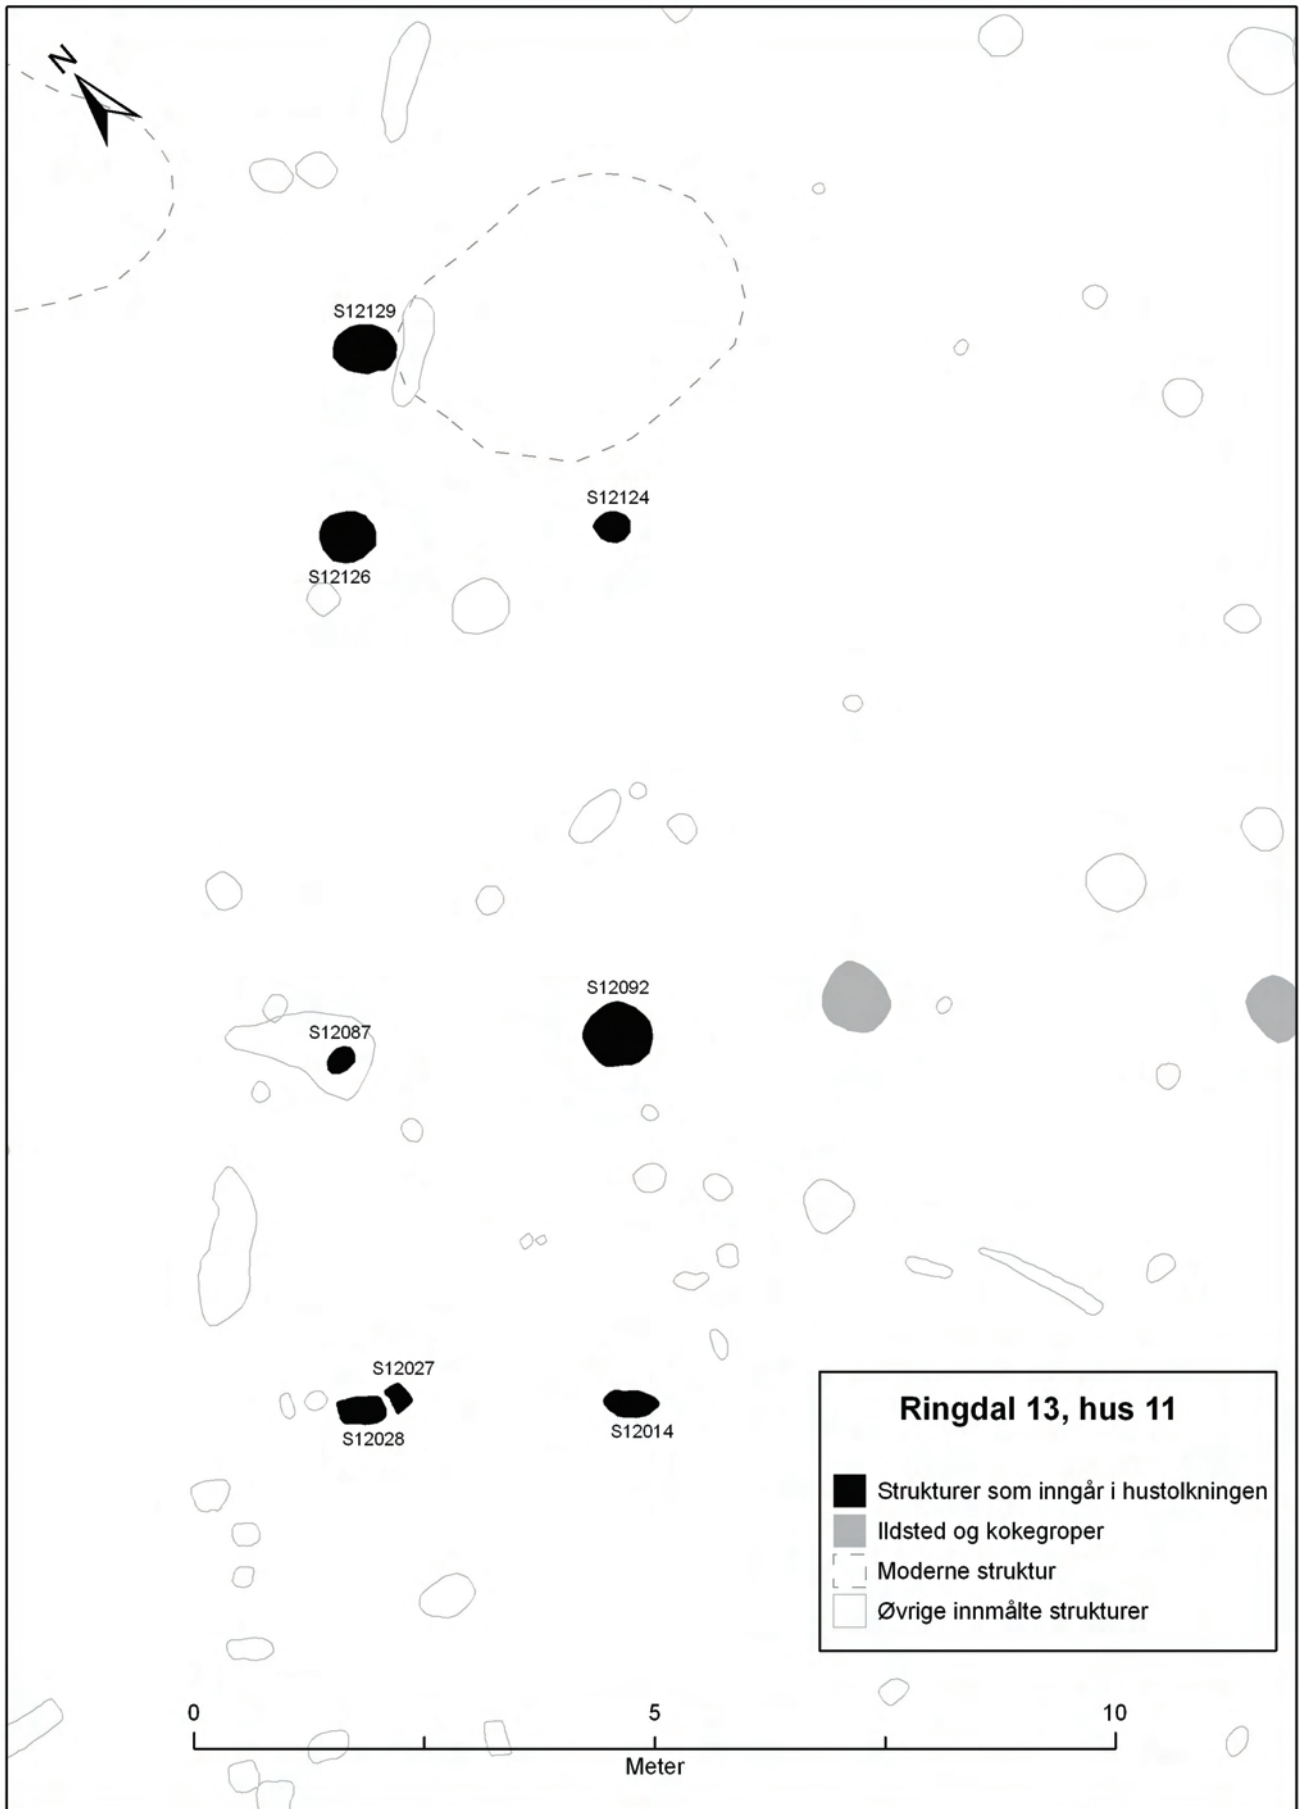 N
S12129
S12124
S12126
S12092
S12087
S12027
S12028
S12014
Ringdal 13, hus 11
Strukturer som inngår i hustolkningen
Ildsted og kokegroper
Moderne struktur
Øvrige innmålte strukturer
0 5 10
Meter